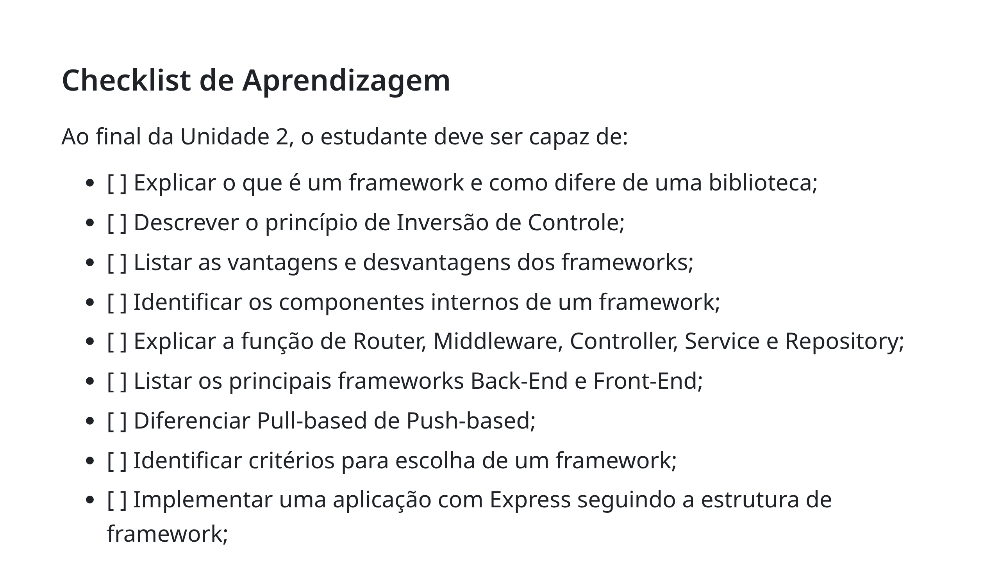 Checklist de Aprendizagem
Ao final da Unidade 2, o estudante deve ser capaz de:
• [ ] Explicar o que é um framework e como difere de uma biblioteca;
• [ ] Descrever o princípio de Inversão de Controle;
• [ ] Listar as vantagens e desvantagens dos frameworks;
• [ ] Identificar os componentes internos de um framework;
• [ ] Explicar a função de Router, Middleware, Controller, Service e Repository;
• [ ] Listar os principais frameworks Back-End e Front-End;
• [ ] Diferenciar Pull-based de Push-based;
• [ ] Identificar critérios para escolha de um framework;
• [ ] Implementar uma aplicação com Express seguindo a estrutura de
framework;